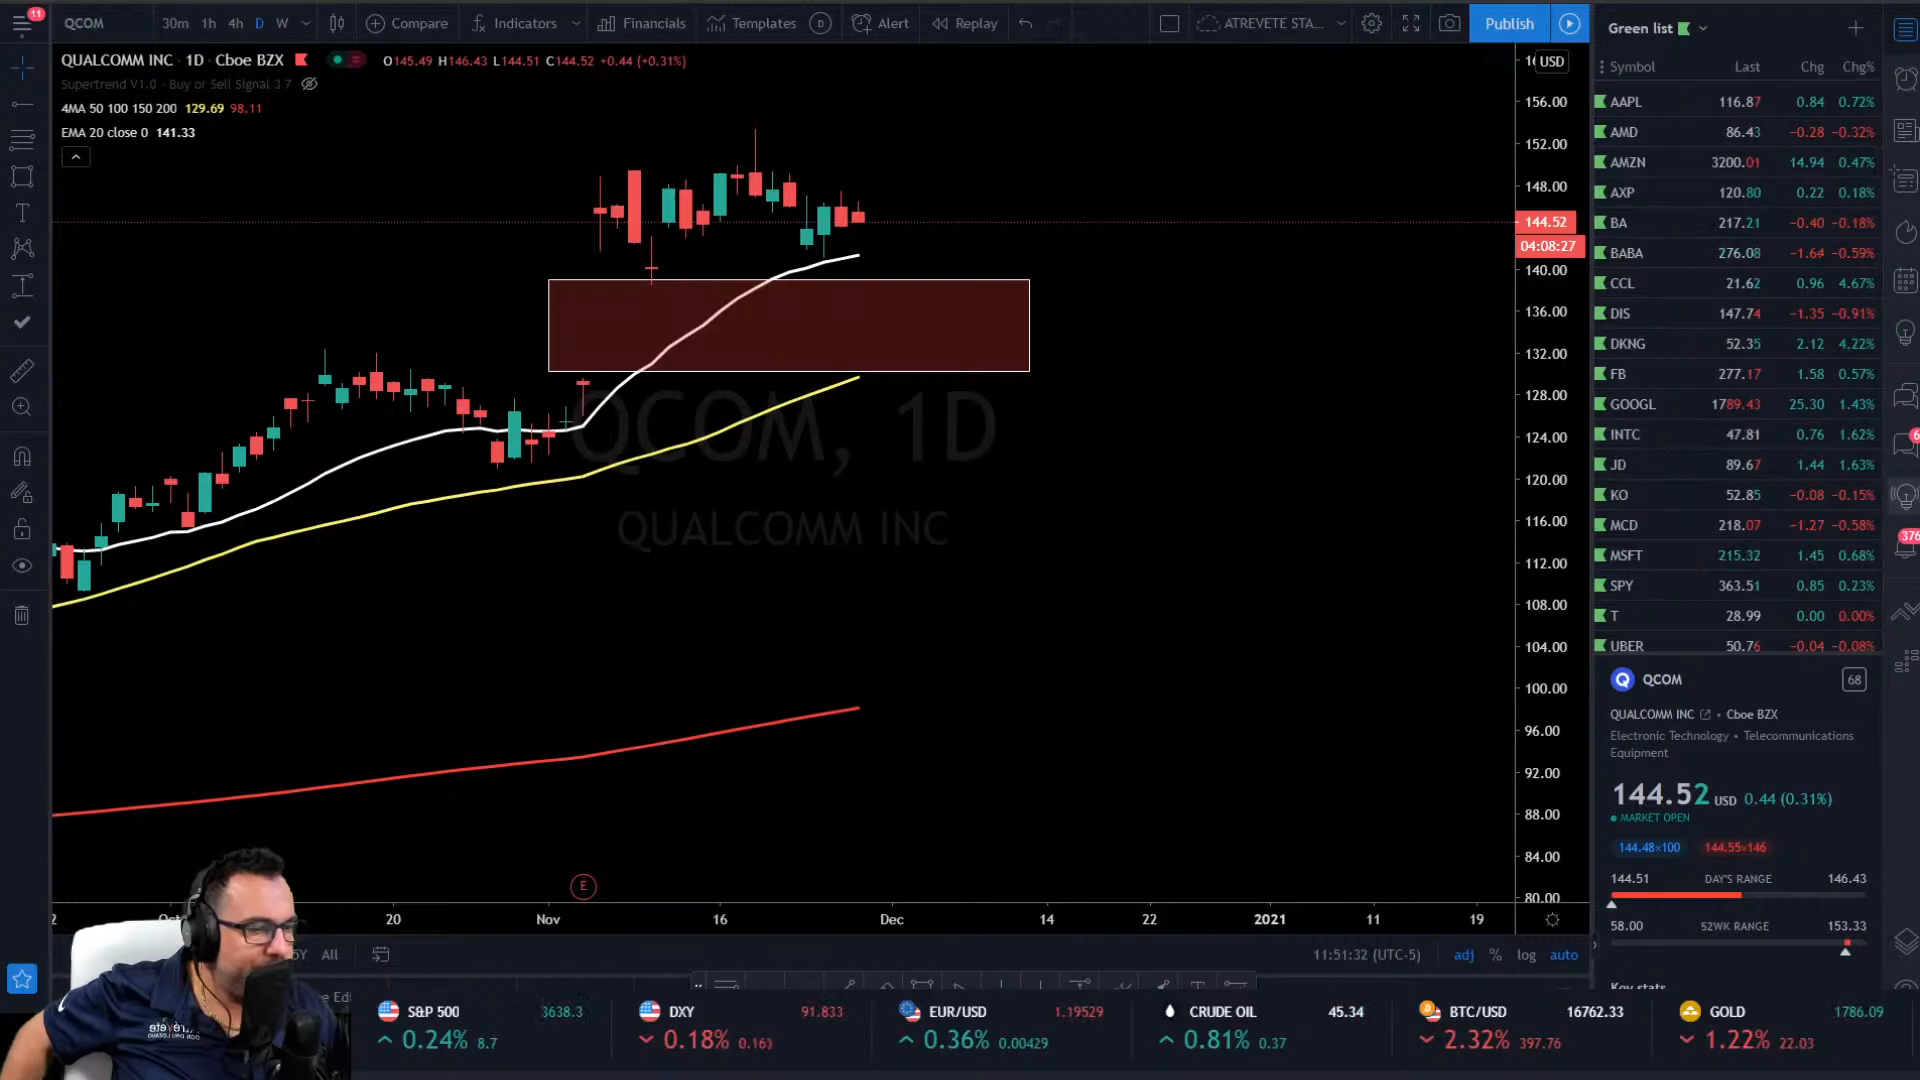 11
QCOM
30m 1h 4h D W
Compare
Indicators
Financials
Templates
D
Alert
Replay
ATREVETE STA...
Publish
Green list
QUALCOMM INC · 1D · Cboe BZX
O145.49 H146.43 L144.51 C144.52 +0.44 (+0.31%)
USD
Supertrend V1.0 - Buy or Sell Signal 3 7
4MA 50 100 150 200 129.69 98.11
EMA 20 close 0 141.33
QCOM, 1D
QUALCOMM INC
156.00
152.00
148.00
144.52
04:08:27
140.00
136.00
132.00
128.00
124.00
120.00
116.00
112.00
108.00
104.00
100.00
96.00
92.00
88.00
84.00
80.00
E
20 Nov 16 Dec 14 22 2021 11 19
5Y All
11:51:32 (UTC-5)
adj % log auto
Symbol Last Chg Chg%
AAPL 116.87 0.84 0.72%
AMD 86.43 −0.28 −0.32%
AMZN 3200.01 14.94 0.47%
AXP 120.80 0.22 0.18%
BA 217.21 −0.40 −0.18%
BABA 276.08 −1.64 −0.59%
CCL 21.62 0.96 4.67%
DIS 147.74 −1.35 −0.91%
DKNG 52.35 2.12 4.22%
FB 277.17 1.58 0.57%
GOOGL 1789.43 25.30 1.43%
INTC 47.81 0.76 1.62%
JD 89.67 1.44 1.63%
KO 52.85 −0.08 −0.15%
MCD 218.07 −1.27 −0.58%
MSFT 215.32 1.45 0.68%
SPY 363.51 0.85 0.23%
T 28.99 0.00 0.00%
UBER 50.76 −0.04 −0.08%
376
QCOM
68
QUALCOMM INC • Cboe BZX
Electronic Technology • Telecommunications
Equipment
144.52 USD 0.44 (0.31%)
MARKET OPEN
144.48×100 144.55×146
144.51 DAY'S RANGE 146.43
58.00 52WK RANGE 153.33
Key stats
S&P 500 3638.3
0.24% 8.7
DXY 91.833
0.18% 0.163
EUR/USD 1.19529
0.36% 0.00429
CRUDE OIL 45.34
0.81% 0.37
BTC/USD 16762.33
2.32% 397.76
GOLD 1786.09
1.22% 22.03